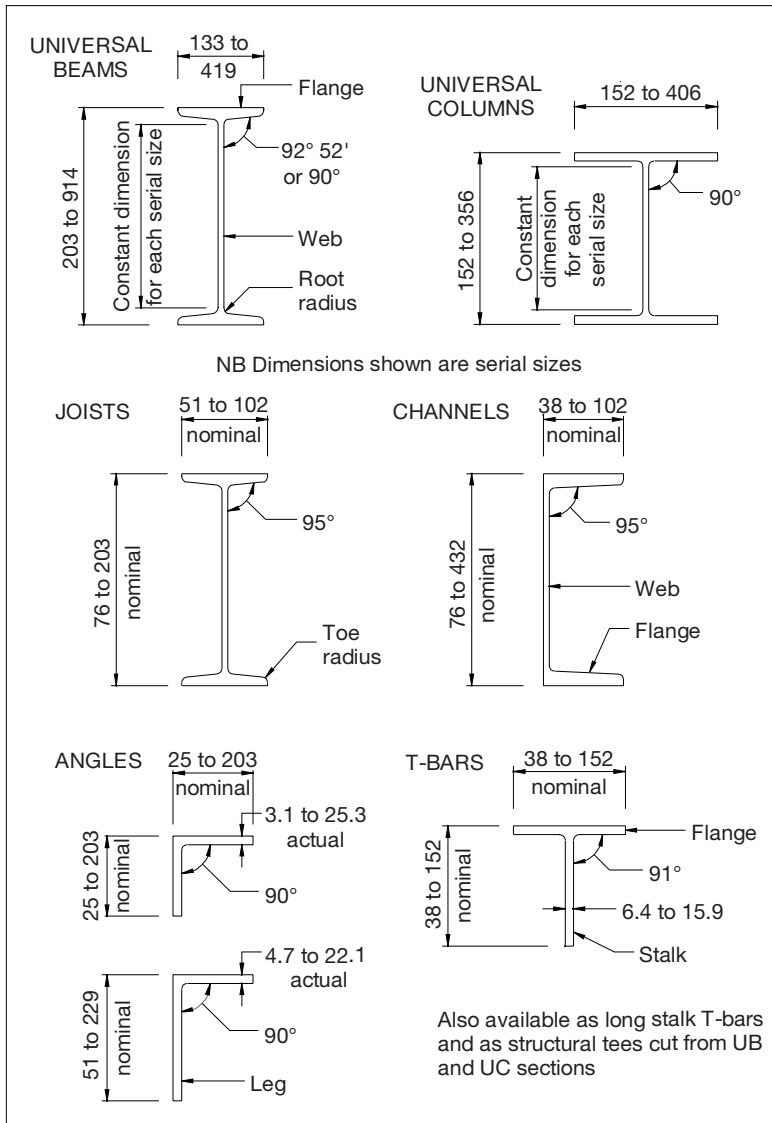 UNIVERSAL
BEAMS
133 to
419
Flange
92° 52'
or 90°
203 to 914
Constant dimension
for each serial size
Web
Root
radius
UNIVERSAL
COLUMNS
152 to 406
90°
152 to 356
Constant
dimension
for each
serial size
NB Dimensions shown are serial sizes
JOISTS
51 to 102
nominal
95°
76 to 203
nominal
Toe
radius
CHANNELS
38 to 102
nominal
95°
76 to 432
nominal
Web
Flange
ANGLES
25 to 203
nominal
3.1 to 25.3
actual
25 to 203
nominal
90°
4.7 to 22.1
actual
51 to 229
nominal
90°
Leg
T-BARS
38 to 152
nominal
Flange
38 to 152
nominal
91°
6.4 to 15.9
Stalk
Also available as long stalk T-bars
and as structural tees cut from UB
and UC sections